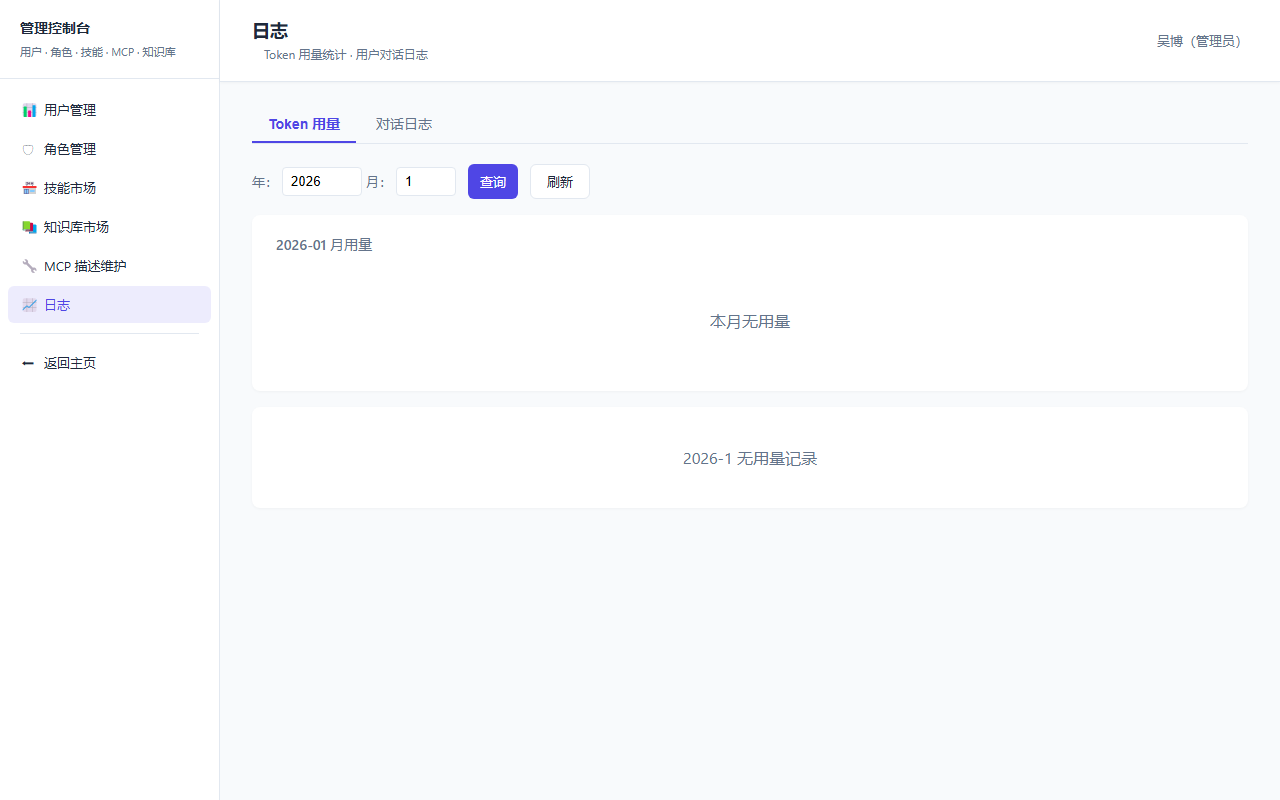 管理控制台
用户 · 角色 · 技能 · MCP · 知识库
用户管理
角色管理
技能市场
知识库市场
MCP 描述维护
日志
返回主页
日志
Token 用量统计 · 用户对话日志
吴博（管理员）
Token 用量
对话日志
年： 2026 月： 1 查询 刷新
2026-01 月用量
本月无用量
2026-1 无用量记录